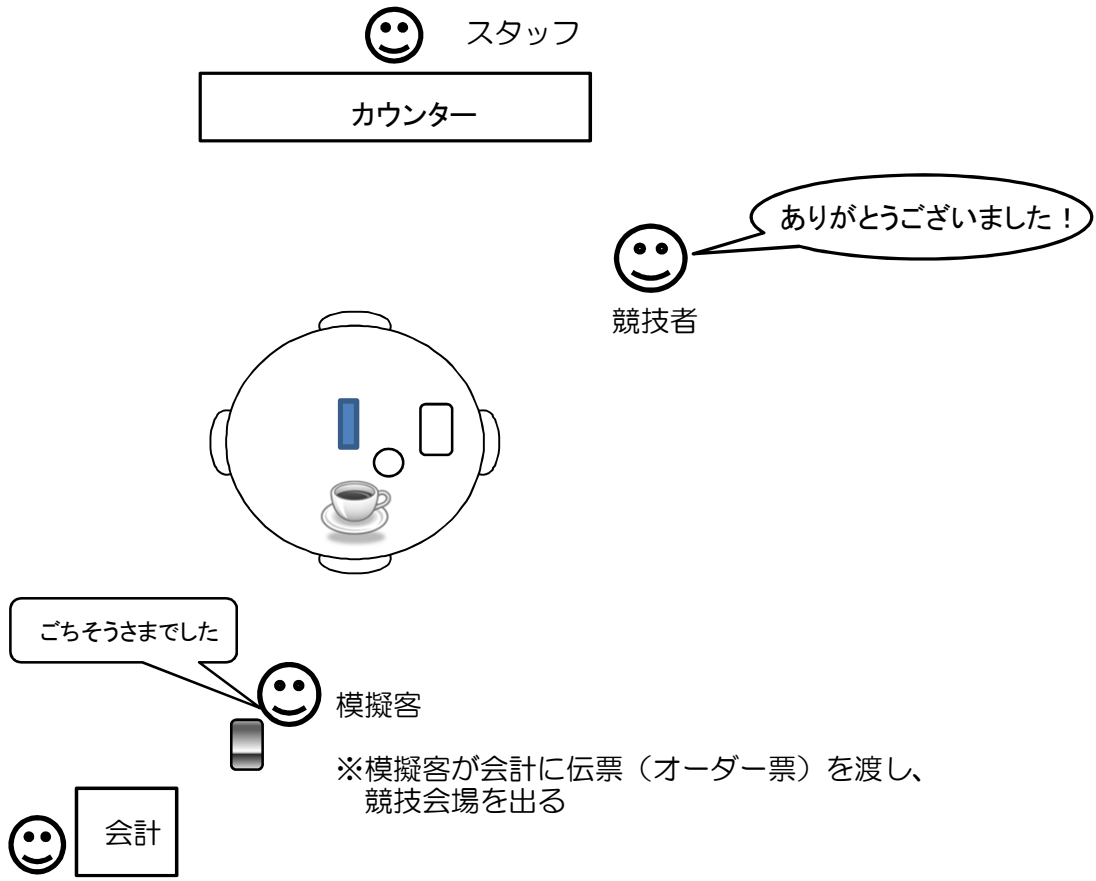 スタッフ
カウンター
ありがとうございました！
競技者
ごちそうさまでした
模擬客
※模擬客が会計に伝票（オーダー票）を渡し、
競技会場を出る
会計